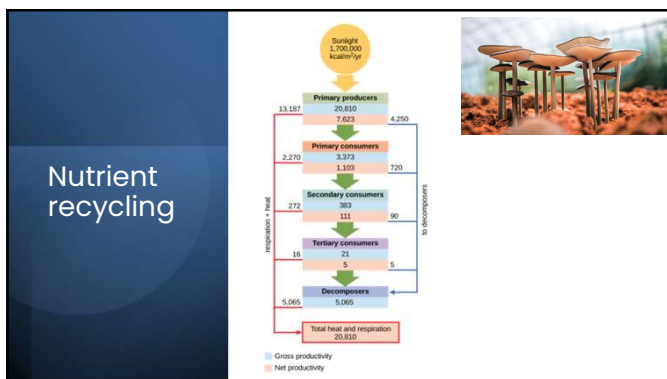 Nutrient
recycling
Sunlight
1,700,000
kcal/m²/yr
Primary producers
13,187
20,810
7,623
4,250
Primary consumers
2,270
3,373
1,103
720
Secondary consumers
272
383
111
90
Tertiary consumers
16
21
5
5
Decomposers
5,065
5,065
respiration + heat
to decomposers
Total heat and respiration
20,810
Gross productivity
Net productivity